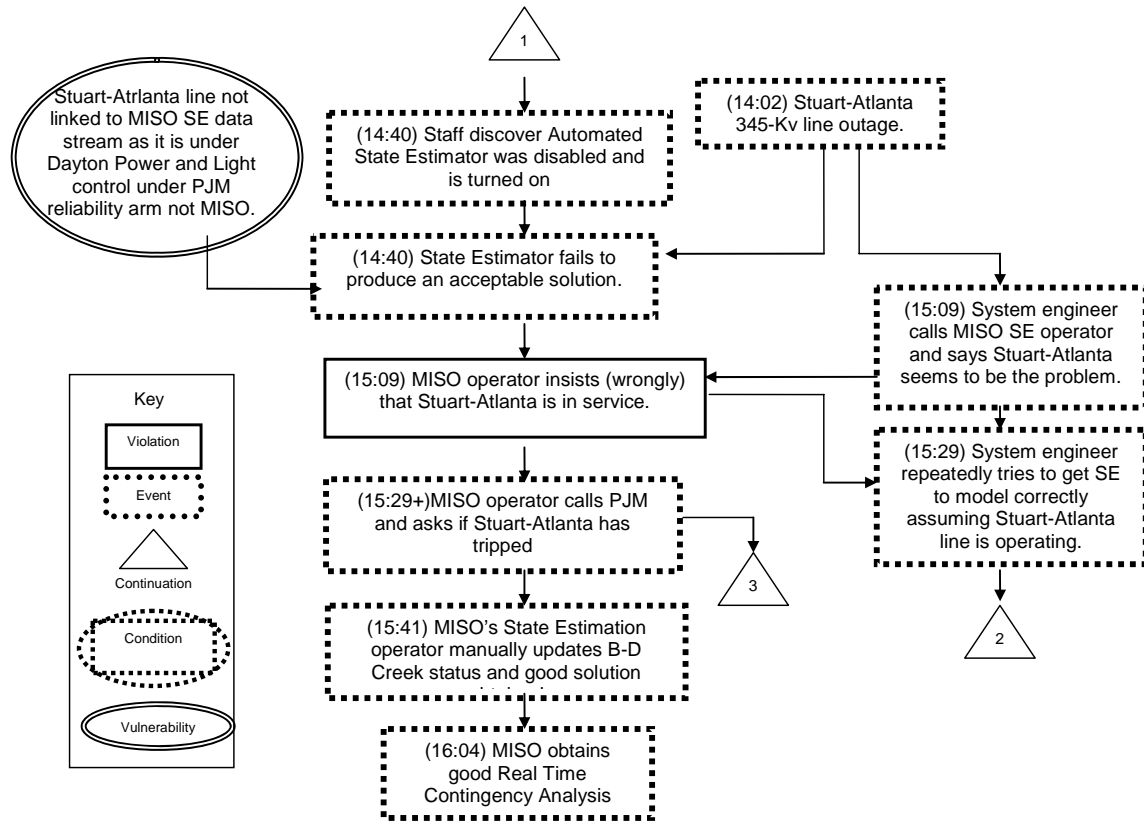 1
Stuart-Atrlanta line not
linked to MISO SE data
stream as it is under
Dayton Power and Light
control under PJM
reliability arm not MISO.
(14:40) Staff discover Automated
State Estimator was disabled and
is turned on
(14:02) Stuart-Atlanta
345-Kv line outage.
(14:40) State Estimator fails to
produce an acceptable solution.
(15:09) System engineer
calls MISO SE operator
and says Stuart-Atlanta
seems to be the problem.
(15:09) MISO operator insists (wrongly)
that Stuart-Atlanta is in service.
(15:29) System engineer
repeatedly tries to get SE
to model correctly
assuming Stuart-Atlanta
line is operating.
(15:29+)MISO operator calls PJM
and asks if Stuart-Atlanta has
tripped
3
2
(15:41) MISO's State Estimation
operator manually updates B-D
Creek status and good solution
(16:04) MISO obtains
good Real Time
Contingency Analysis
Key
Violation
Event
Continuation
Condition
Vulnerability